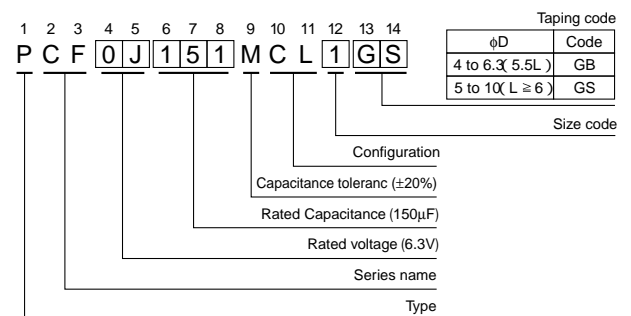 1 2 3 4 5 6 7 8 9 10 11 12 13 14
P C F 0 J 1 5 1 M C L 1 G S
Taping code
φD Code
4 to 6.3( 5.5L ) GB
5 to 10( L ≧ 6 ) GS
Size code
Configuration
Capacitance toleranc (±20%)
Rated Capacitance (150μF)
Rated voltage (6.3V)
Series name
Type